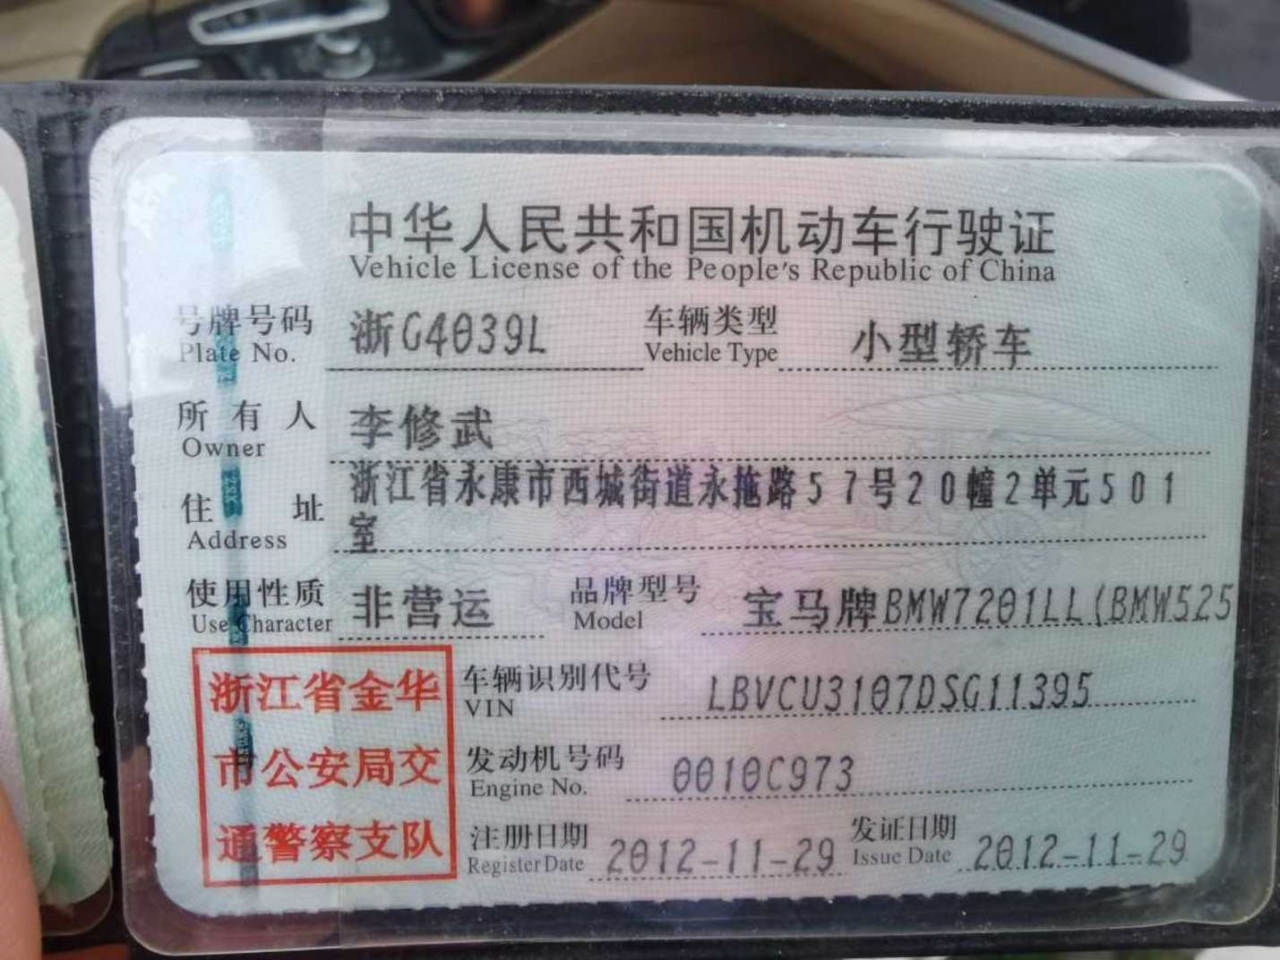 中华人民共和国机动车行驶证
Vehicle License of the People's Republic of China
号牌号码 浙G4039L 车辆类型 小型轿车
Plate No. Vehicle Type
所有人 李修武
Owner
浙江省永康市西城街道永拖路57号20幢2单元501
住址 室
Address
使用性质 非营运 品牌型号 宝马牌BMW7201LL(BMW525
Use Character Model
浙江省金华 车辆识别代号 LBVCU3107DSG11395
VIN
市公安局交 发动机号码 0010C973
Engine No.
通警察支队 注册日期 2012-11-29 发证日期 2012-11-29
Register Date Issue Date